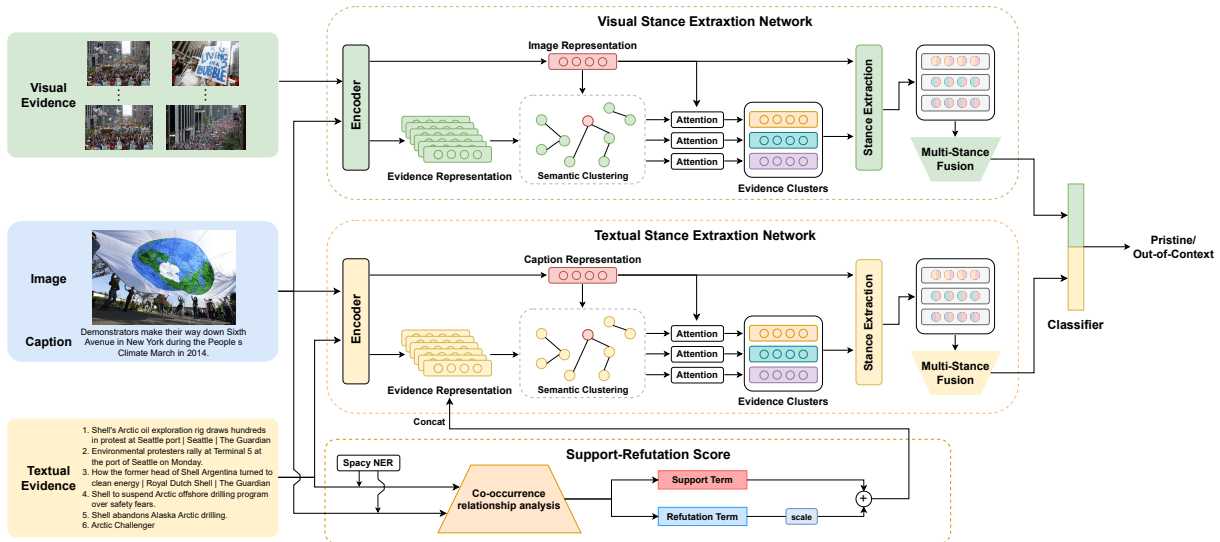 Visual Stance Extraxtion Network
Visual
Evidence
LIVING
IN A
BUBBLE
Encoder
Image Representation
Evidence Representation
Semantic Clustering
Attention
Attention
Attention
Evidence Clusters
Stance Extraction
Multi-Stance
Fusion
Image
Caption
Demonstrators make their way down Sixth
Avenue in New York during the People s
Climate March in 2014.
Textual Stance Extraxtion Network
Encoder
Caption Representation
Evidence Representation
Semantic Clustering
Attention
Attention
Attention
Evidence Clusters
Stance Extraction
Multi-Stance
Fusion
Classifier
Pristine/
Out-of-Context
Textual
Evidence
1. Shell's Arctic oil exploration rig draws hundreds
in protest at Seattle port | Seattle | The Guardian
2. Environmental protesters rally at Terminal 5 at
the port of Seattle on Monday.
3. How the former head of Shell Argentina turned to
clean energy | Royal Dutch Shell | The Guardian
4. Shell to suspend Arctic offshore drilling program
over safety fears.
5. Shell abandons Alaska Arctic drilling.
6. Arctic Challenger
Concat
Support-Refutation Score
Spacy NER
Co-occurrence
relationship analysis
Support Term
Refutation Term
scale
+